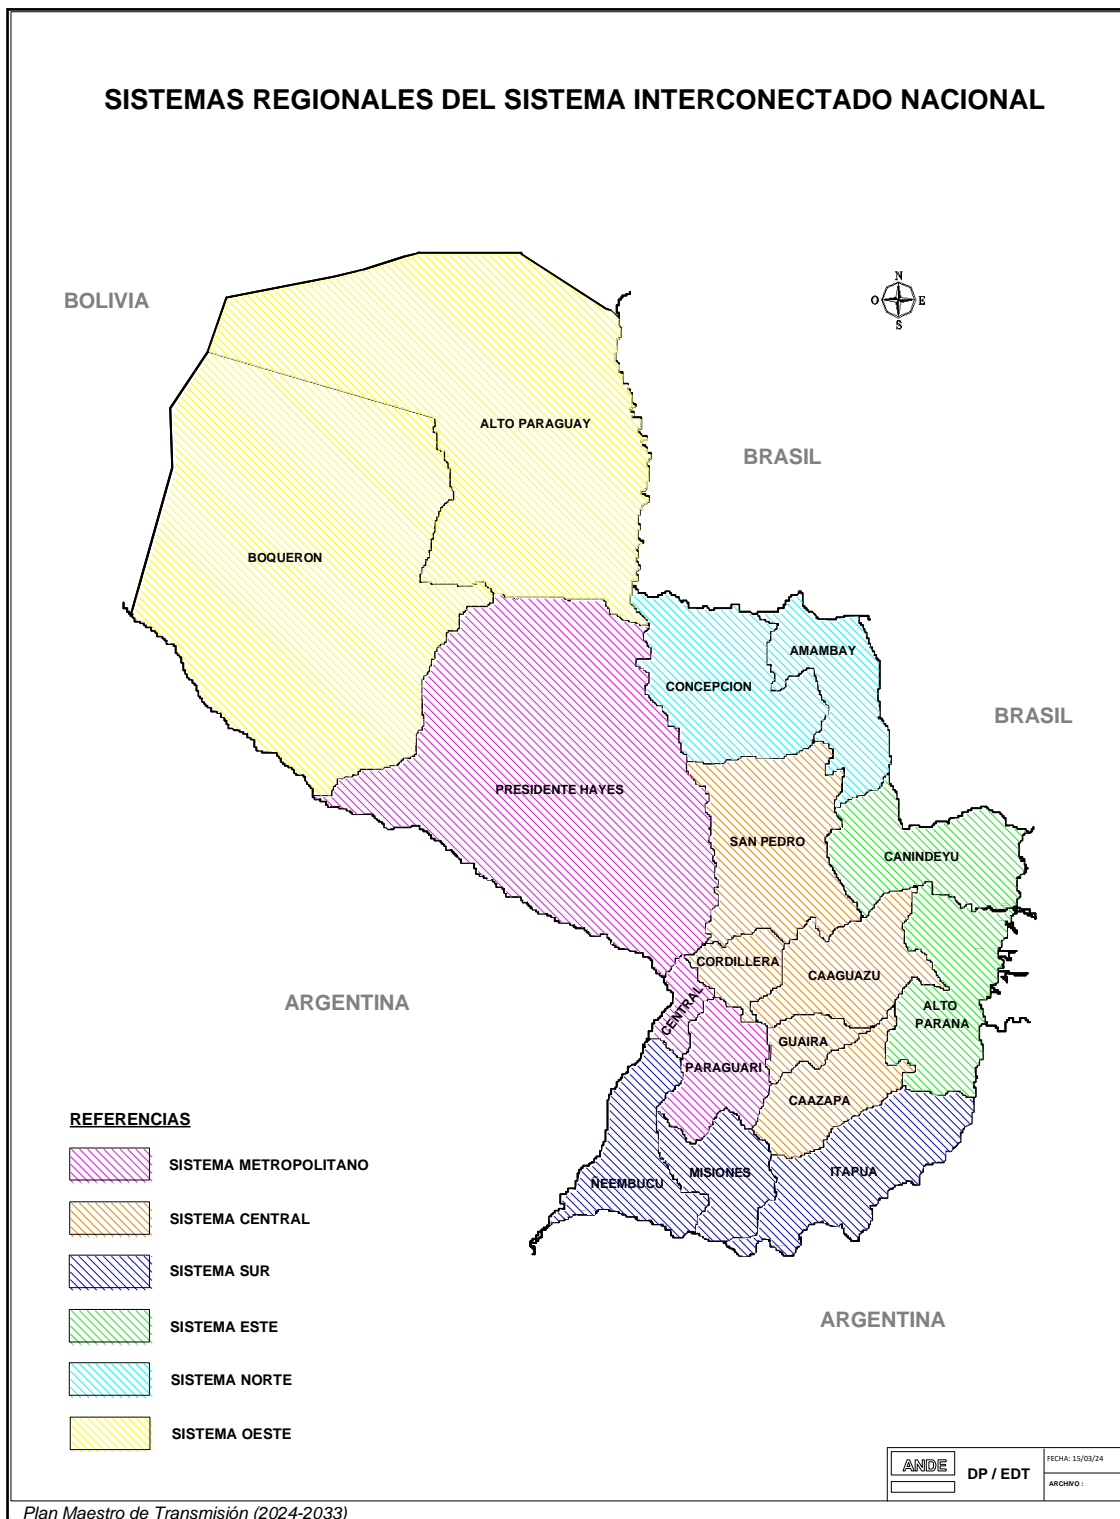 SISTEMAS REGIONALES DEL SISTEMA INTERCONECTADO NACIONAL
BOLIVIA
N
O
E
S
ALTO PARAGUAY
BRASIL
BOQUERON
AMAMBAY
CONCEPCION
BRASIL
PRESIDENTE HAYES
SAN PEDRO
CANINDEYU
CORDILLERA
CAAGUAZU
ARGENTINA
CENTRAL
ALTO
PARANA
GUAIRA
PARAGUARI
CAAZAPA
ÑEEMBUCU
MISIONES
ITAPUA
ARGENTINA
REFERENCIAS
SISTEMA METROPOLITANO
SISTEMA CENTRAL
SISTEMA SUR
SISTEMA ESTE
SISTEMA NORTE
SISTEMA OESTE
ANDE
DP / EDT
FECHA: 15/03/24
ARCHIVO :
Plan Maestro de Transmisión (2024-2033)